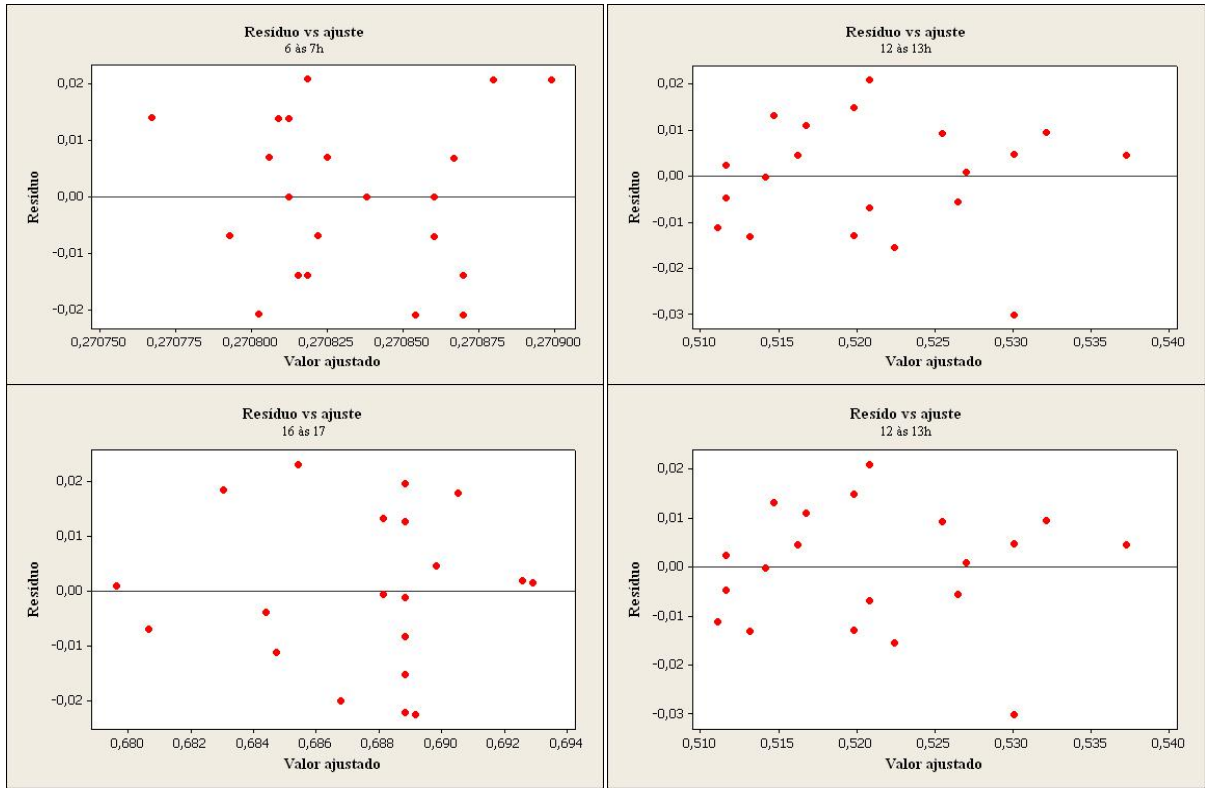 Resíduo vs ajuste
6 às 7h
0,02
0,01
0,00
-0,01
-0,02
Resíduo
0,270750 0,270775 0,270800 0,270825 0,270850 0,270875 0,270900
Valor ajustado
Resíduo vs ajuste
12 às 13h
0,02
0,01
0,00
-0,01
-0,02
-0,03
Resíduo
0,510 0,515 0,520 0,525 0,530 0,535 0,540
Valor ajustado
Resíduo vs ajuste
16 às 17
0,02
0,01
0,00
-0,01
-0,02
Resíduo
0,680 0,682 0,684 0,686 0,688 0,690 0,692 0,694
Valor ajustado
Resído vs ajuste
12 às 13h
0,02
0,01
0,00
-0,01
-0,02
-0,03
Resíduo
0,510 0,515 0,520 0,525 0,530 0,535 0,540
Valor ajustado